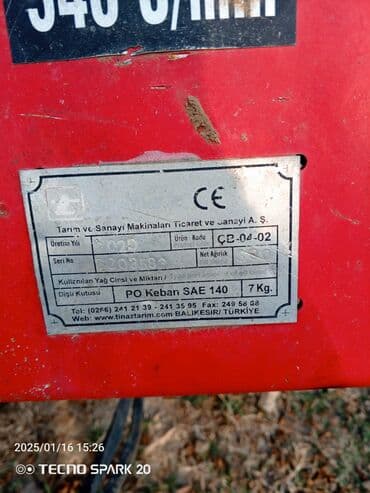 540 d/min
CE
Tarım ve Sanayi Makinaları Ticaret ve Sanayi A. Ş.
Üretim Yılı Ürün Kodu ÇB-04-02
Seri No Net Ağırlık
Kullanılan Yağ Cinsi ve Miktarı /
Dişli Kutusu PO Keban SAE 140 7 Kg.
Tel: (0266) 241 21 39 - 241 35 95 Fax: 249 58 68
Web: www.tinaztarim.com BALIKESİR/ TÜRKİYE
2025/01/16 15:26
TECNO SPARK 20